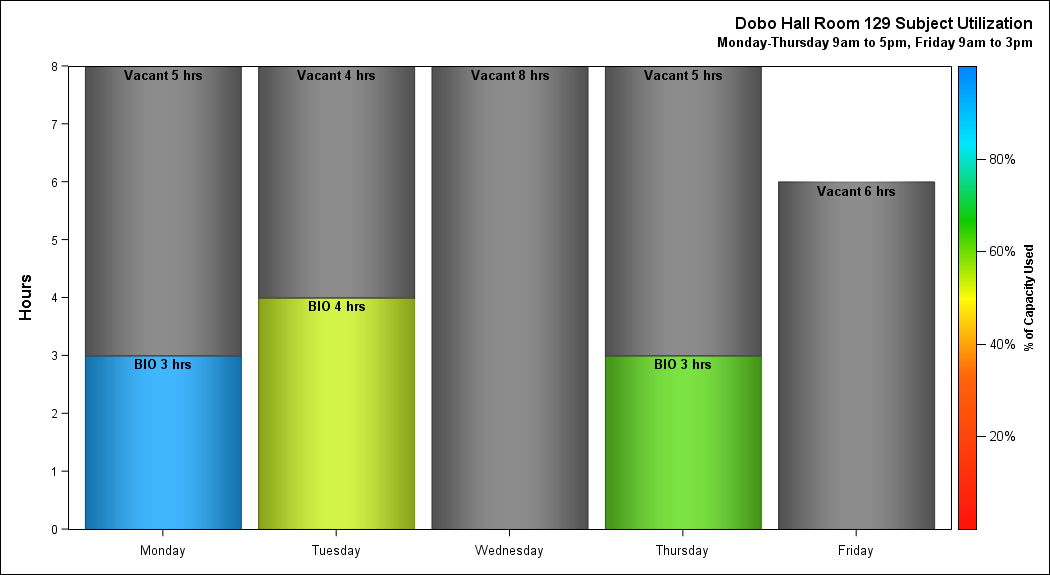 Dobo Hall Room 129 Subject Utilization
Monday-Thursday 9am to 5pm, Friday 9am to 3pm
Hours
8
7
6
5
4
3
2
1
0
Vacant 5 hrs
Vacant 4 hrs
Vacant 8 hrs
Vacant 5 hrs
Vacant 6 hrs
BIO 4 hrs
BIO 3 hrs
BIO 3 hrs
Monday
Tuesday
Wednesday
Thursday
Friday
80%
60%
40%
20%
% of Capacity Used